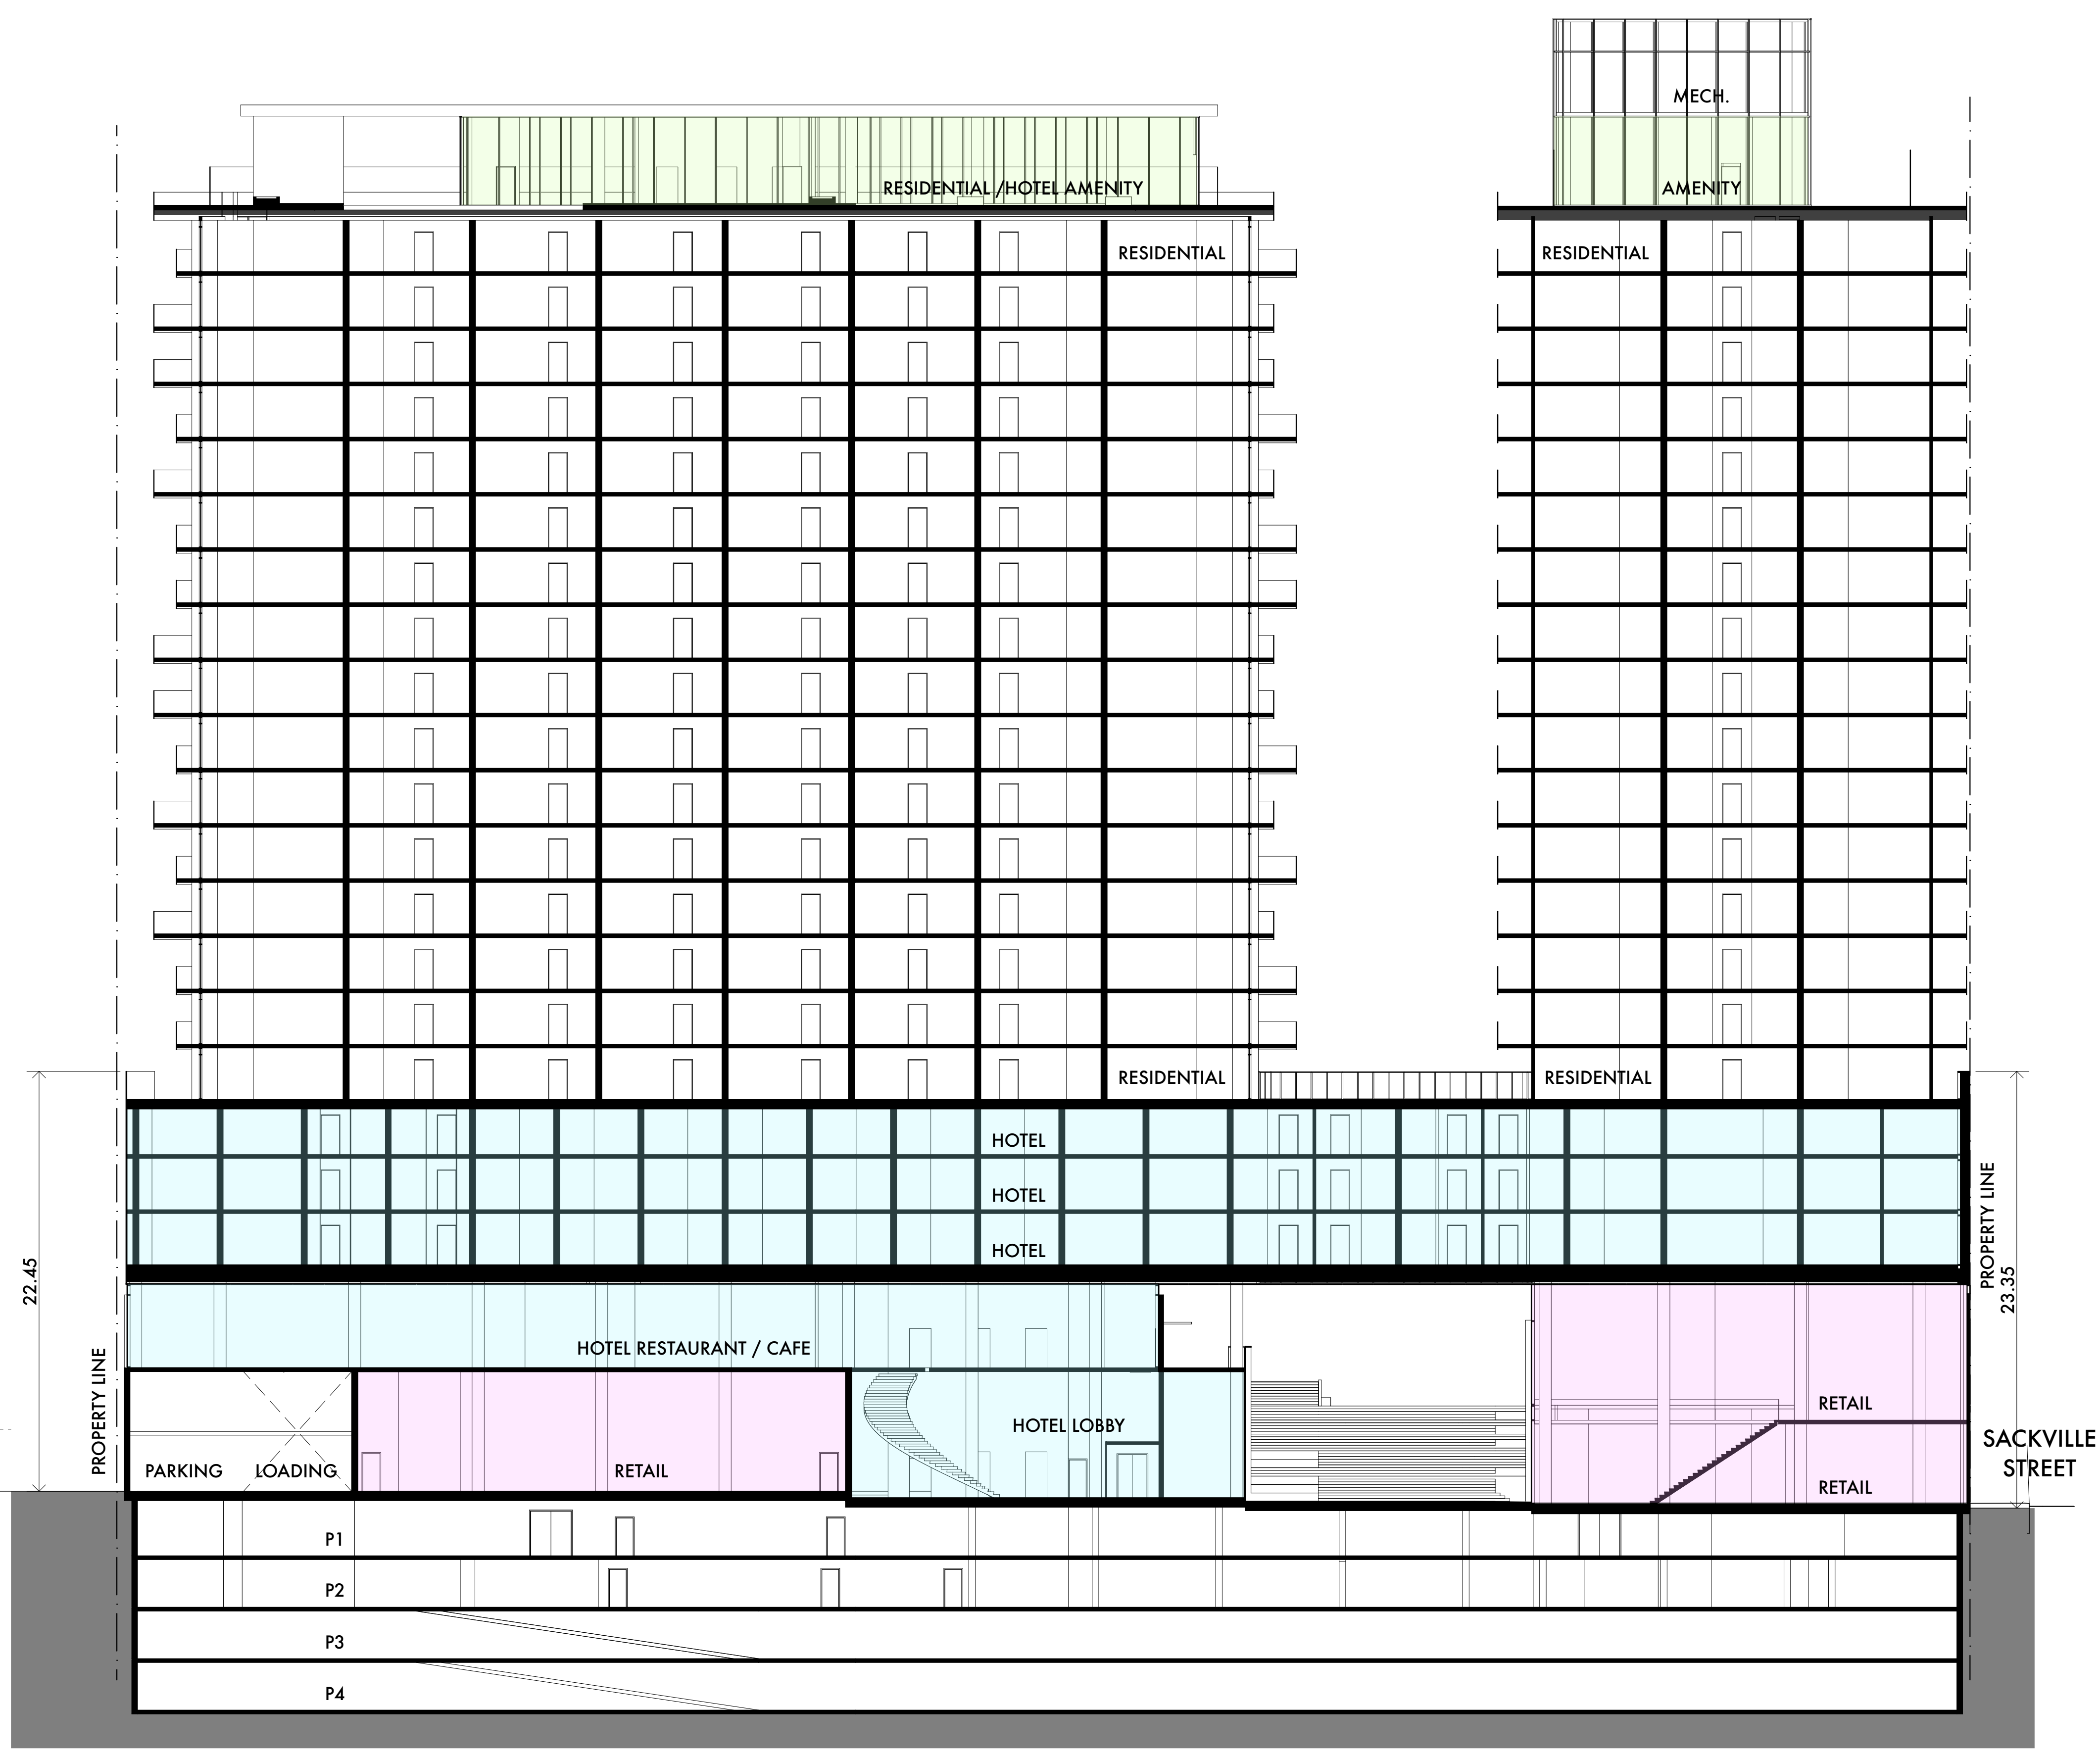 MECH.
RESIDENTIAL /HOTEL AMENITY
AMENITY
RESIDENTIAL
RESIDENTIAL
RESIDENTIAL
RESIDENTIAL
HOTEL
HOTEL
HOTEL
22.45
PROPERTY LINE
23.35
PROPERTY LINE
HOTEL RESTAURANT / CAFE
RETAIL
HOTEL LOBBY
PARKING
LOADING
RETAIL
RETAIL
SACKVILLE
STREET
P1
P2
P3
P4